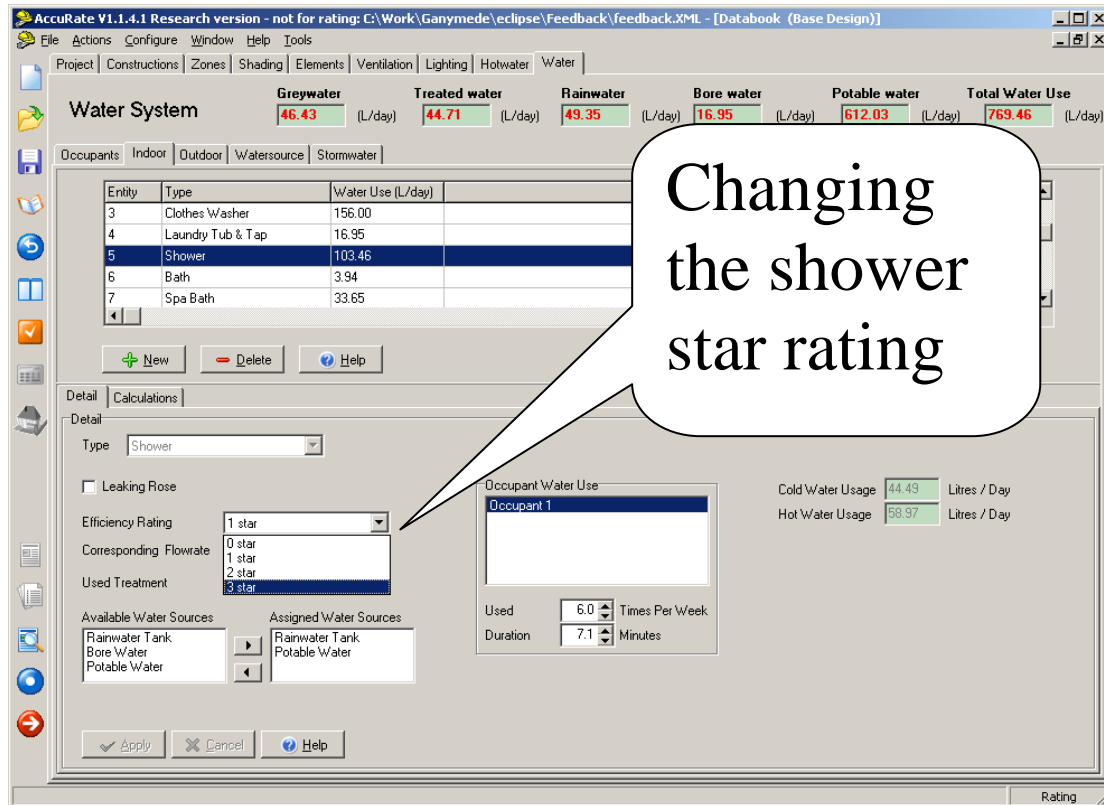 AccuRate V1.1.4.1 Research version - not for rating: C:\Work\Ganymede\eclipse\Feedback\feedback.XML - [Databook (Base Design)]
File Actions Configure Window Help Tools
Project Constructions Zones Shading Elements Ventilation Lighting Hotwater Water
Water System
Greywater Treated water Rainwater Bore water Potable water Total Water Use
46.43 (L/day) 44.71 (L/day) 49.35 (L/day) 16.95 (L/day) 612.03 (L/day) 769.46 (L/day)
Occupants Indoor Outdoor Watersource Stormwater
Entity Type Water Use (L/day)
3 Clothes Washer 156.00
4 Laundry Tub & Tap 16.95
5 Shower 103.46
6 Bath 3.94
7 Spa Bath 33.65
Changing
the shower
star rating
New Delete Help
Detail Calculations
Detail
Type Shower
Leaking Rose
Efficiency Rating 1 star
0 star
1 star
2 star
3 star
Corresponding Flowrate
Used Treatment
Available Water Sources
Rainwater Tank
Bore Water
Potable Water
Assigned Water Sources
Rainwater Tank
Potable Water
Occupant Water Use
Occupant 1
Used 6.0 Times Per Week
Duration 7.1 Minutes
Cold Water Usage 44.49 Litres / Day
Hot Water Usage 58.97 Litres / Day
Apply Cancel Help
Rating